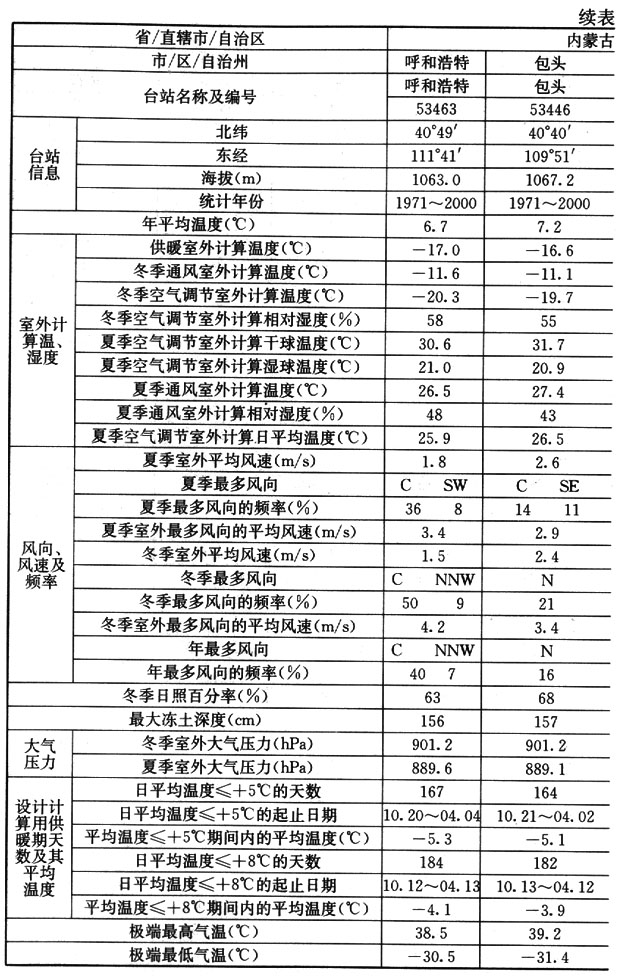 续表
省/直辖市/自治区 内蒙古
市/区/自治州 呼和浩特 包头
台站名称及编号 呼和浩特 包头
53463 53446
台站信息 北纬 40°49′ 40°40′
东经 111°41′ 109°51′
海拔(m) 1063.0 1067.2
统计年份 1971～2000 1971～2000
年平均温度(℃) 6.7 7.2
室外计算温、湿度 供暖室外计算温度(℃) －17.0 －16.6
冬季通风室外计算温度(℃) －11.6 －11.1
冬季空气调节室外计算温度(℃) －20.3 －19.7
冬季空气调节室外计算相对湿度(%) 58 55
夏季空气调节室外计算干球温度(℃) 30.6 31.7
夏季空气调节室外计算湿球温度(℃) 21.0 20.9
夏季通风室外计算温度(℃) 26.5 27.4
夏季通风室外计算相对湿度(%) 48 43
夏季空气调节室外计算日平均温度(℃) 25.9 26.5
风向、风速及频率 夏季室外平均风速(m/s) 1.8 2.6
夏季最多风向 C SW C SE
夏季最多风向的频率(%) 36 8 14 11
夏季室外最多风向的平均风速(m/s) 3.4 2.9
冬季室外平均风速(m/s) 1.5 2.4
冬季最多风向 C NNW N
冬季最多风向的频率(%) 50 9 21
冬季室外最多风向的平均风速(m/s) 4.2 3.4
年最多风向 C NNW N
年最多风向的频率(%) 40 7 16
冬季日照百分率(%) 63 68
最大冻土深度(cm) 156 157
大气压力 冬季室外大气压力(hPa) 901.2 901.2
夏季室外大气压力(hPa) 889.6 889.1
设计计算用供暖期天数及其平均温度 日平均温度≤＋5℃的天数 167 164
日平均温度≤＋5℃的起止日期 10.20～04.04 10.21～04.02
平均温度≤＋5℃期间内的平均温度(℃) －5.3 －5.1
日平均温度≤＋8℃的天数 184 182
日平均温度≤＋8℃的起止日期 10.12～04.13 10.13～04.12
平均温度≤＋8℃期间内的平均温度(℃) －4.1 －3.9
极端最高气温(℃) 38.5 39.2
极端最低气温(℃) －30.5 －31.4